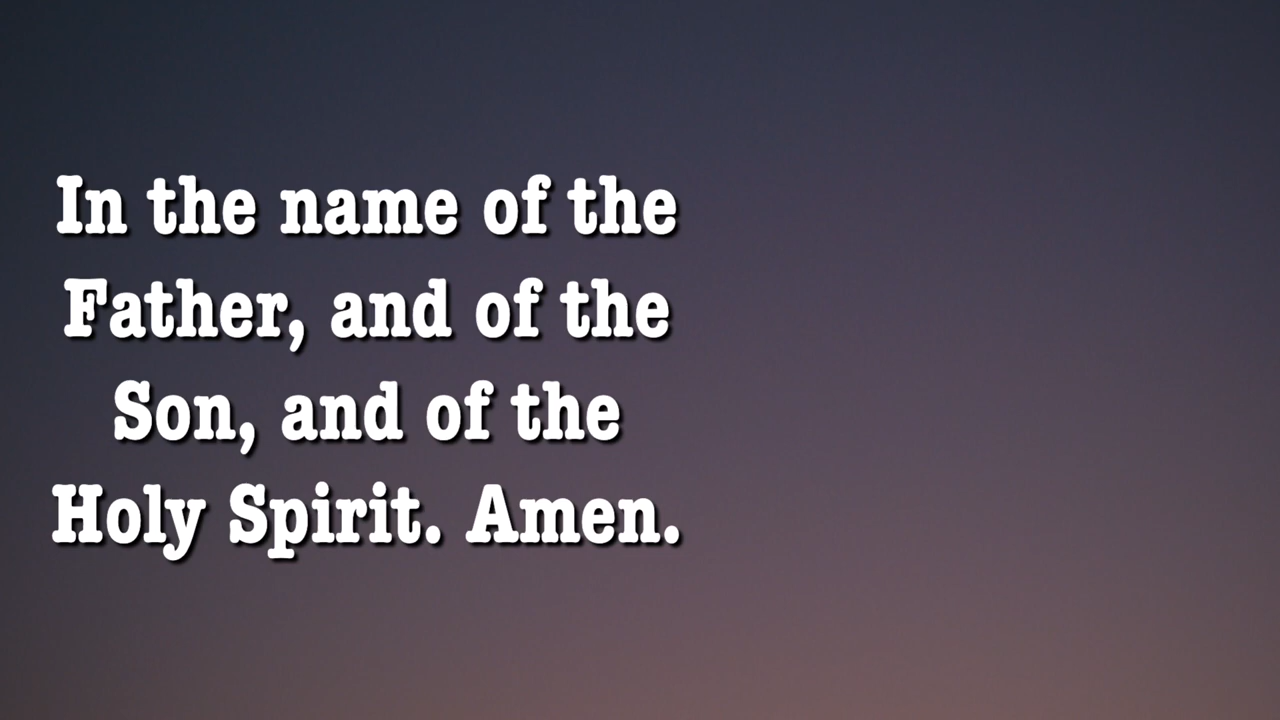 In the name of the
Father, and of the
Son, and of the
Holy Spirit. Amen.